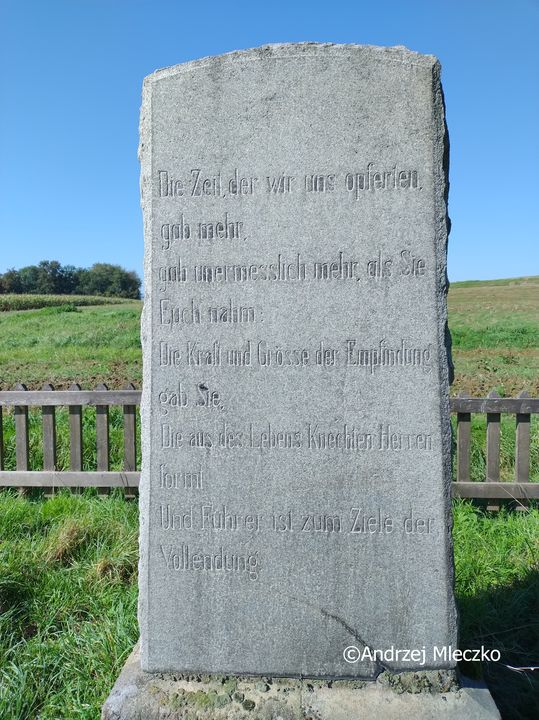 Die Zeit, der wir uns opferten,
gab mehr,
gab unermesslich mehr, als Sie
Euch nahm:
Die Kraft und Grösse der Empfindung
gab Sie,
Die aus des Lebens Knechten Herren
formt
Und Führer ist zum Ziele der
Vollendung.
©Andrzej Mleczko